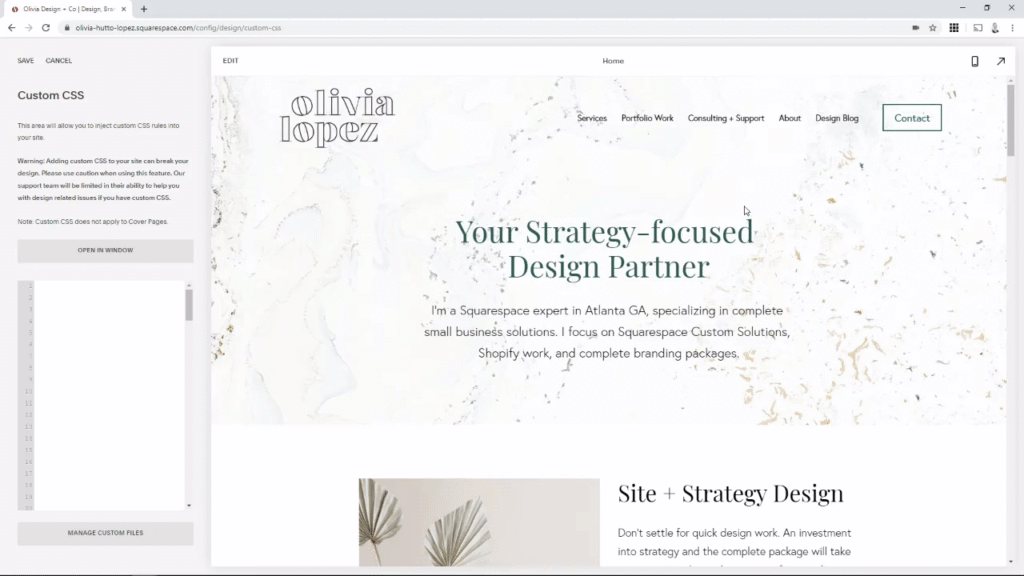 Olivia Design + Co | Design, Bran
olivia-hutto-lopez.squarespace.com/config/design/custom-css
SAVE CANCEL
Custom CSS
This area will allow you to inject custom CSS rules into
your site.
Warning: Adding custom CSS to your site can break your
design. Please use caution when using this feature. Our
support team will be limited in their ability to help you
with design related issues if you have custom CSS.
Note: Custom CSS does not apply to Cover Pages.
OPEN IN WINDOW
1
2
3
4
5
6
7
8
9
10
11
12
13
14
15
16
17
18
19
MANAGE CUSTOM FILES
EDIT
Home
olivia
lopez
Services Portfolio Work Consulting + Support About Design Blog Contact
Your Strategy-focused
Design Partner
I'm a Squarespace expert in Atlanta GA, specializing in complete
small business solutions. I focus on Squarespace Custom Solutions,
Shopify work, and complete branding packages.
Site + Strategy Design
Don't settle for quick design work. An investment
into strategy and the complete package will take